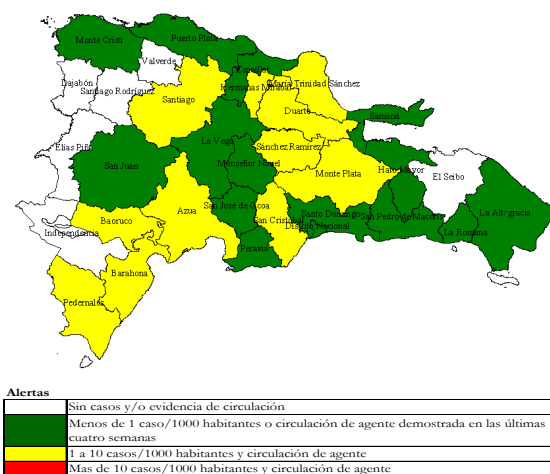 Monte Cristi
Puerto Plata
Valverde
Espaillat
Dajabón
Santiago Rodríguez
Hermanas Mirabal
María Trinidad Sánchez
Santiago
Duarte
Samaná
Elías Piña
La Vega
Sánchez Ramírez
San Juan
Monseñor Nouel
Monte Plata
Hato Mayor
El Seibo
Baoruco
Azua
San José de Ocoa
San Cristobal
Santo Domingo
San Pedro de Macorís
La Altagracia
Independencia
Distrito Nacional
La Romana
Peravia
Barahona
Pedernales
Alertas
Sin casos y/o evidencia de circulación
Menos de 1 caso/1000 habitantes o circulación de agente demostrada en las últimas
cuatro semanas
1 a 10 casos/1000 habitantes y circulación de agente
Mas de 10 casos/1000 habitantes y circulación de agente